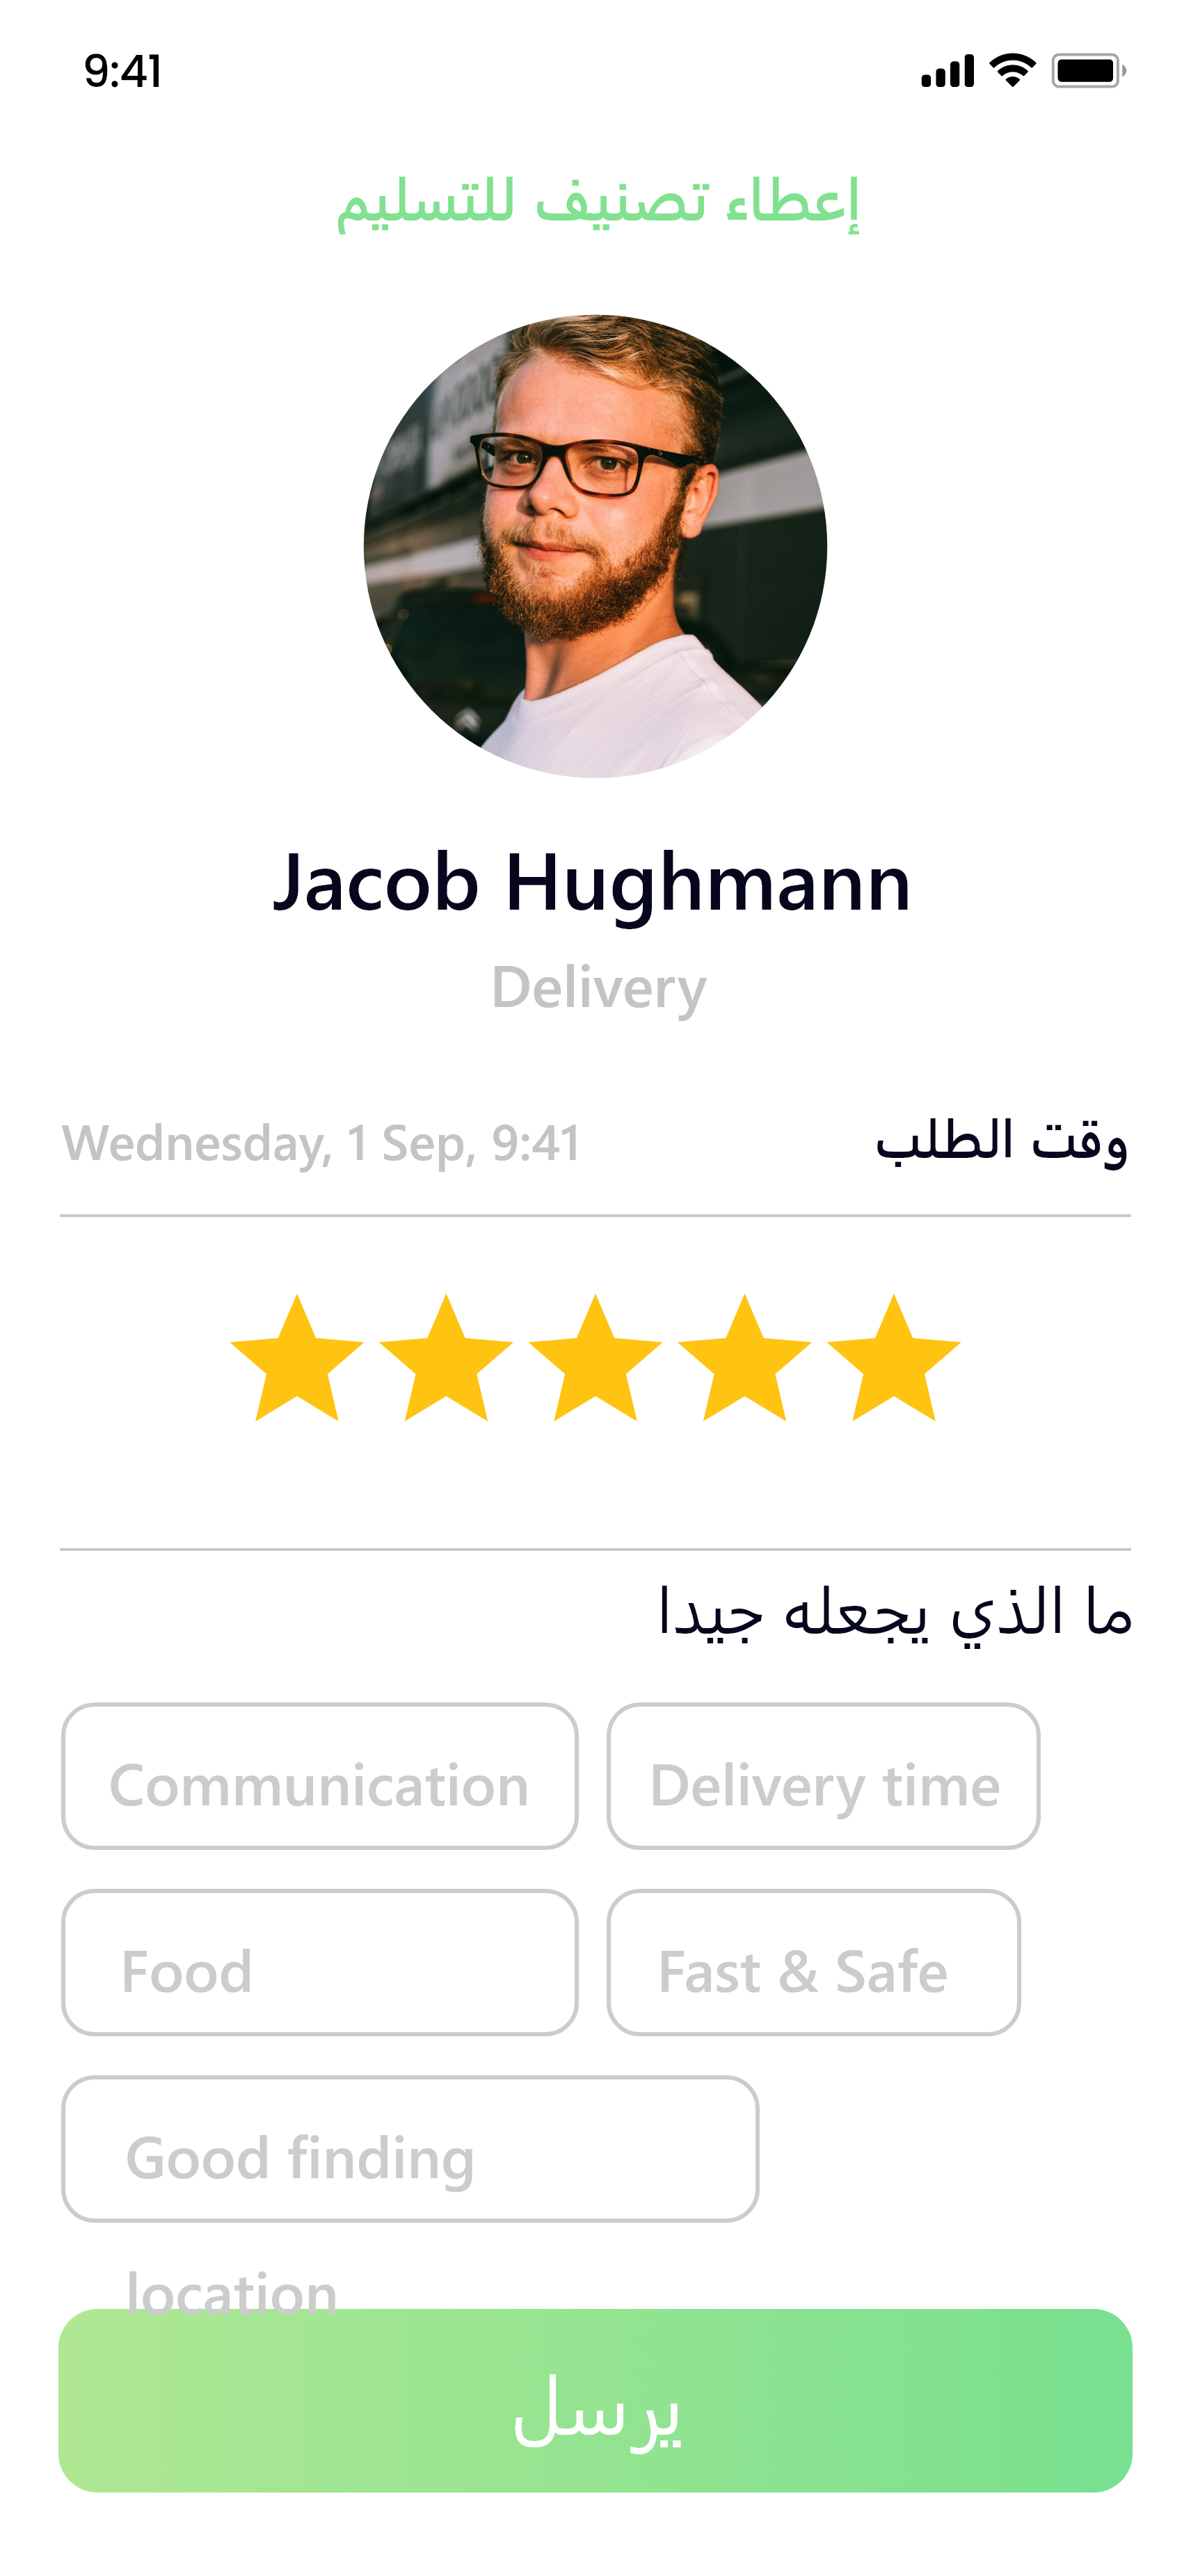 9:41
إعطاء تصنيف للتسليم
Jacob Hughmann
Delivery
وقت الطلب
Wednesday, 1 Sep, 9:41
ما الذي يجعله جيدا
Communication
Delivery time
Food
Fast & Safe
Good finding
location
يرسل